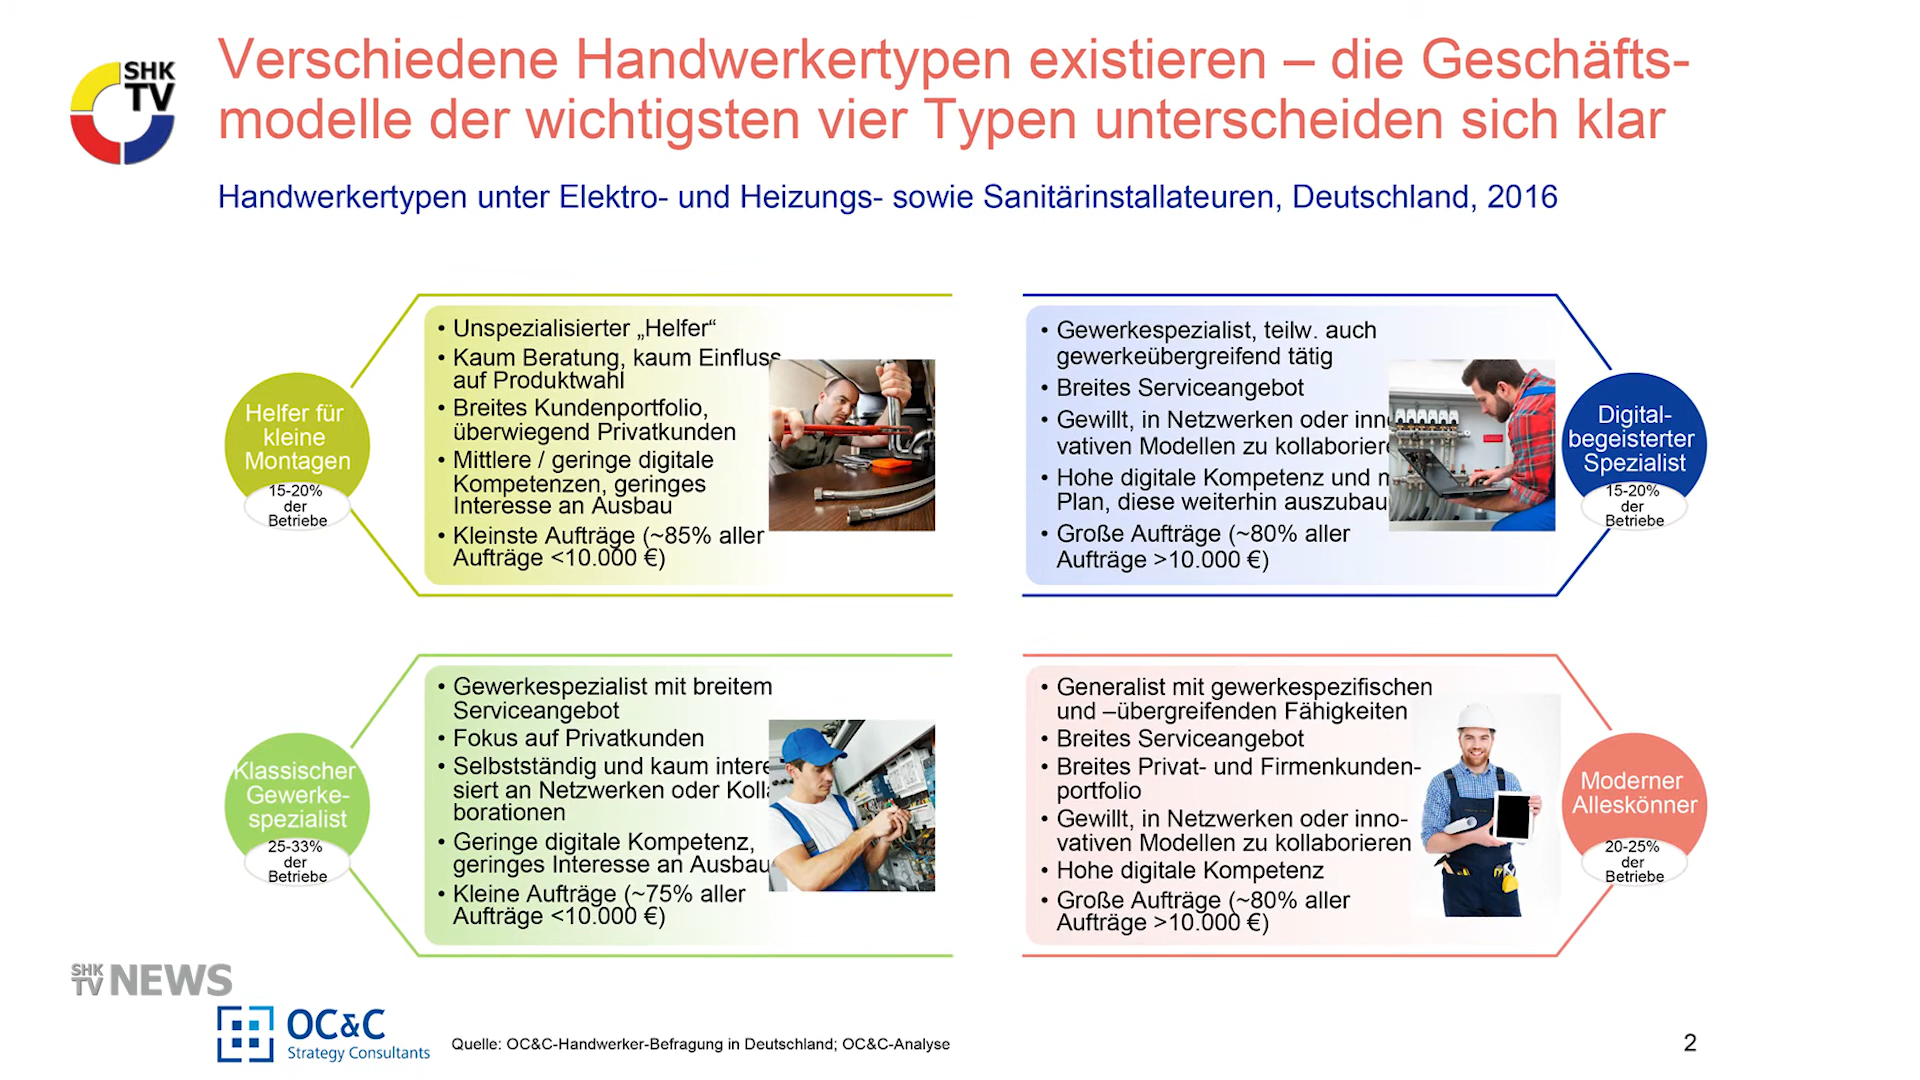 SHK
TV
Verschiedene Handwerkertypen existieren – die Geschäfts-
modelle der wichtigsten vier Typen unterscheiden sich klar
Handwerkertypen unter Elektro- und Heizungs- sowie Sanitärinstallateuren, Deutschland, 2016
Helfer für
kleine
Montagen
15-20%
der
Betriebe
• Unspezialisierter „Helfer“
• Kaum Beratung, kaum Einfluss
auf Produktwahl
• Breites Kundenportfolio,
überwiegend Privatkunden
• Mittlere / geringe digitale
Kompetenzen, geringes
Interesse an Ausbau
• Kleinste Aufträge (~85% aller
Aufträge <10.000 €)
• Gewerkespezialist, teilw. auch
gewerkeübergreifend tätig
• Breites Serviceangebot
• Gewillt, in Netzwerken oder inno
vativen Modellen zu kollaboriere
• Hohe digitale Kompetenz und
Plan, diese weiterhin auszubau
• Große Aufträge (~80% aller
Aufträge >10.000 €)
Digital-
begeisterter
Spezialist
15-20%
der
Betriebe
Klassischer
Gewerke-
spezialist
25-33%
der
Betriebe
• Gewerkespezialist mit breitem
Serviceangebot
• Fokus auf Privatkunden
• Selbstständig und kaum intere
siert an Netzwerken oder Kolla
borationen
• Geringe digitale Kompetenz,
geringes Interesse an Ausbau
• Kleine Aufträge (~75% aller
Aufträge <10.000 €)
• Generalist mit gewerkespezifischen
und –übergreifenden Fähigkeiten
• Breites Serviceangebot
• Breites Privat- und Firmenkunden-
portfolio
• Gewillt, in Netzwerken oder inno-
vativen Modellen zu kollaborieren
• Hohe digitale Kompetenz
• Große Aufträge (~80% aller
Aufträge >10.000 €)
Moderner
Alleskönner
20-25%
der
Betriebe
SHK TV NEWS
OC&C
Strategy Consultants
Quelle: OC&C-Handwerker-Befragung in Deutschland; OC&C-Analyse
2